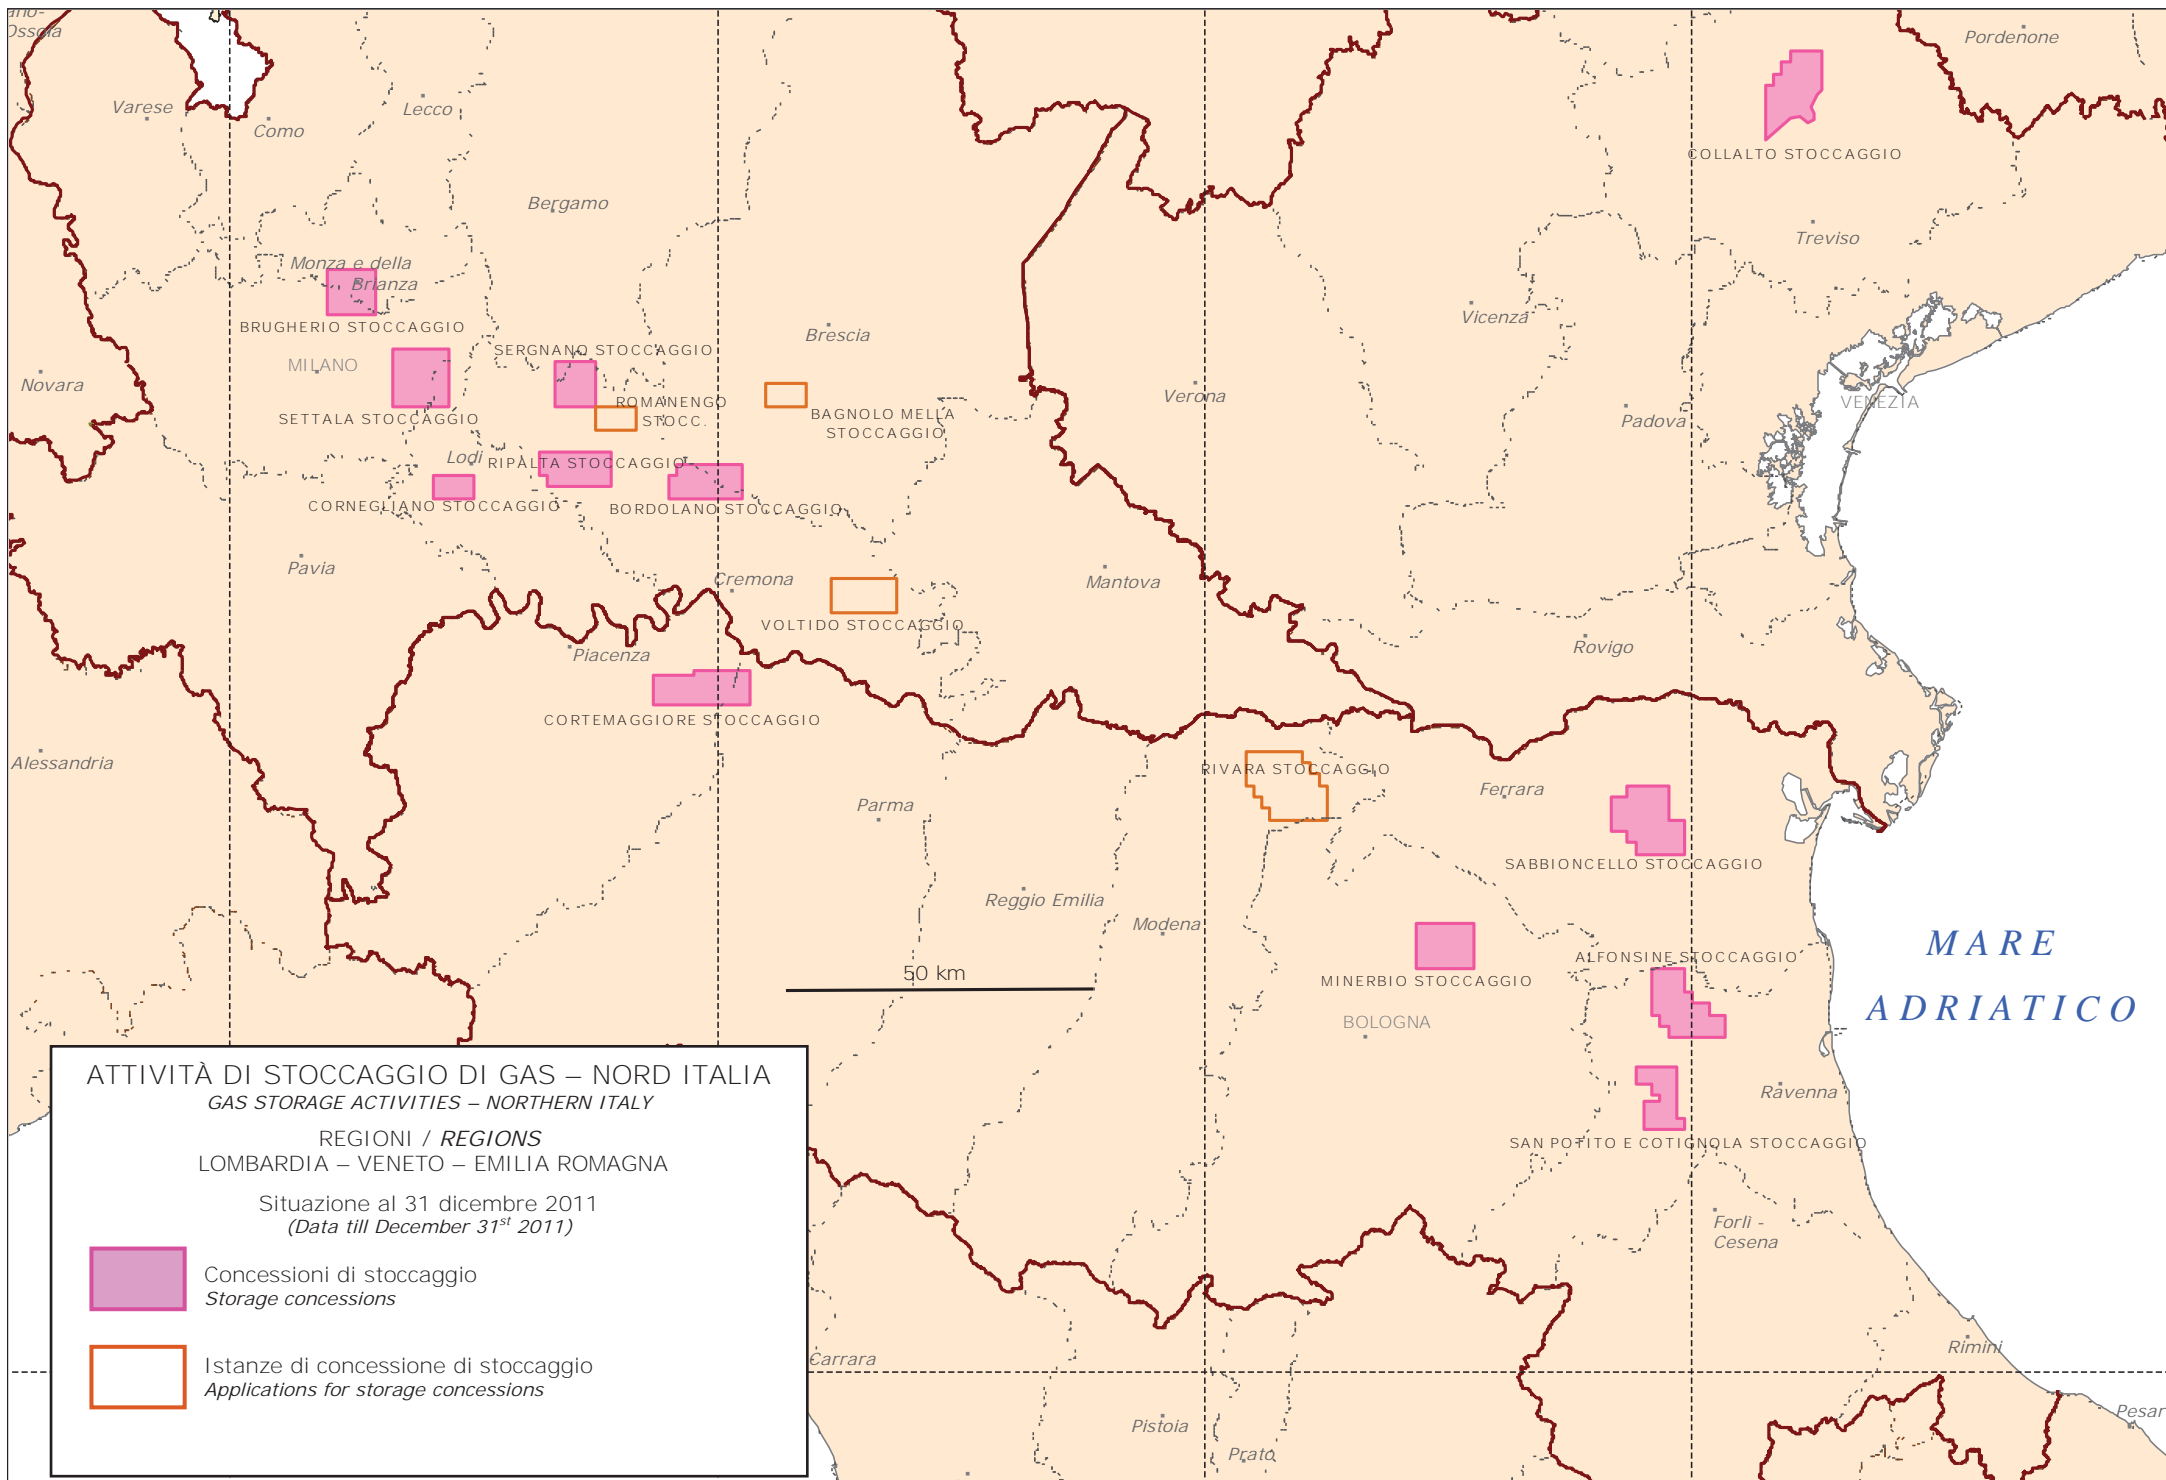 Ossola
Pordenone
Varese
Como
Lecco
COLLALTO STOCCAGGIO
Bergamo
Treviso
Monza e della
Brianza
BRUGHERIO STOCCAGGIO
Vicenza
Brescia
MILANO
SERGNANO STOCCAGGIO
Novara
Verona
ROMANENGO
STOCC.
VENEZIA
SETTALA STOCCAGGIO
BAGNOLO MELLA
STOCCAGGIO
Padova
Lodi
RIPALTA STOCCAGGIO
CORNEGLIANO STOCCAGGIO
BORDOLANO STOCCAGGIO
Pavia
Cremona
Mantova
VOLTIDO STOCCAGGIO
Rovigo
Piacenza
CORTEMAGGIORE STOCCAGGIO
Alessandria
RIVARA STOCCAGGIO
Ferrara
Parma
SABBIONCELLO STOCCAGGIO
Reggio Emilia
Modena
MARE
ADRIATICO
ALFONSINE STOCCAGGIO
50 km
MINERBIO STOCCAGGIO
BOLOGNA
Ravenna
SAN POTITO E COTIGNOLA STOCCAGGIO
Forlì -
Cesena
Rimini
Carrara
Pesar
Pistoia
Prato
ATTIVITÀ DI STOCCAGGIO DI GAS – NORD ITALIA
GAS STORAGE ACTIVITIES – NORTHERN ITALY
REGIONI / REGIONS
LOMBARDIA – VENETO – EMILIA ROMAGNA
Situazione al 31 dicembre 2011
(Data till December 31st 2011)
Concessioni di stoccaggio
Storage concessions
Istanze di concessione di stoccaggio
Applications for storage concessions